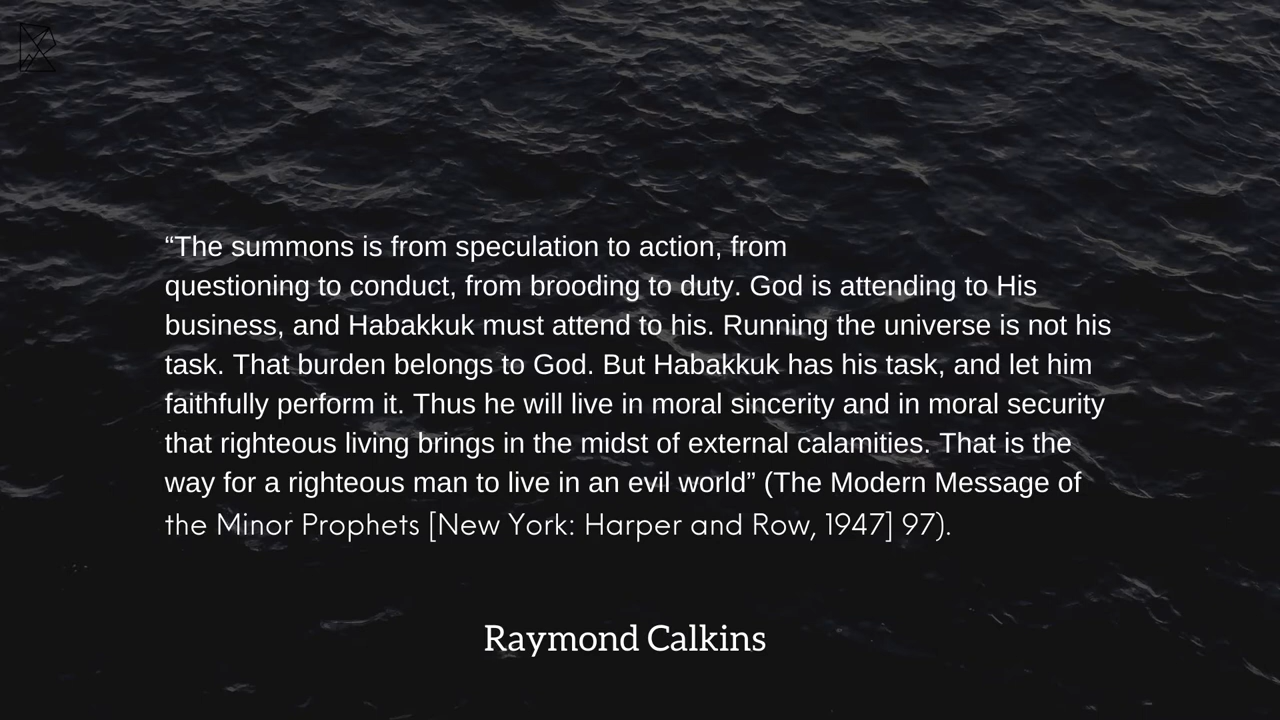 “The summons is from speculation to action, from
questioning to conduct, from brooding to duty. God is attending to His
business, and Habakkuk must attend to his. Running the universe is not his
task. That burden belongs to God. But Habakkuk has his task, and let him
faithfully perform it. Thus he will live in moral sincerity and in moral security
that righteous living brings in the midst of external calamities. That is the
way for a righteous man to live in an evil world” (The Modern Message of
the Minor Prophets [New York: Harper and Row, 1947] 97).
Raymond Calkins